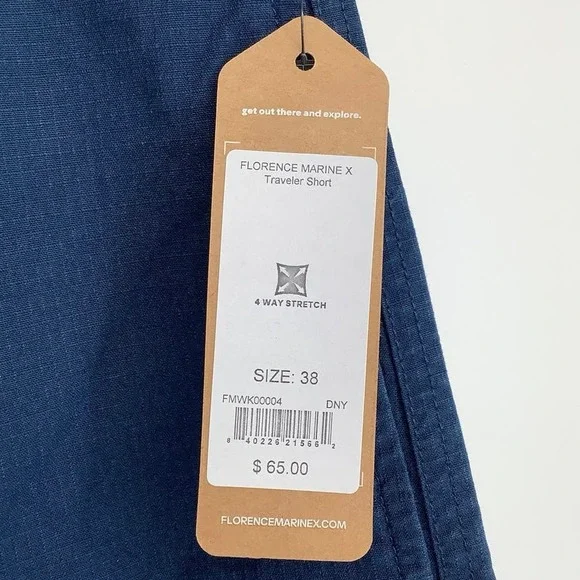 get out there and explore.
FLORENCE MARINE X
Traveler Short
4 WAY STRETCH
SIZE: 38
FMWK00004 DNY
8 40226 21566 2
$ 65.00
FLORENCEMARINEX.COM